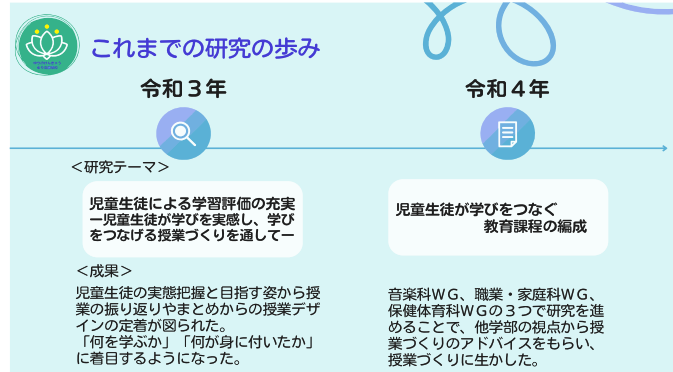 これまでの研究の歩み
令和３年
令和４年
＜研究テーマ＞
児童生徒による学習評価の充実
ー児童生徒が学びを実感し、学び
をつなげる授業づくりを通してー
児童生徒が学びをつなぐ
教育課程の編成
＜成果＞
児童生徒の実態把握と目指す姿から授
業の振り返りやまとめからの授業デザ
インの定着が図られた。
「何を学ぶか」「何が身に付いたか」
に着目するようになった。
音楽科ＷＧ、職業・家庭科ＷＧ、
保健体育科ＷＧの３つで研究を進
めることで、他学部の視点から授
業づくりのアドバイスをもらい、
授業づくりに生かした。